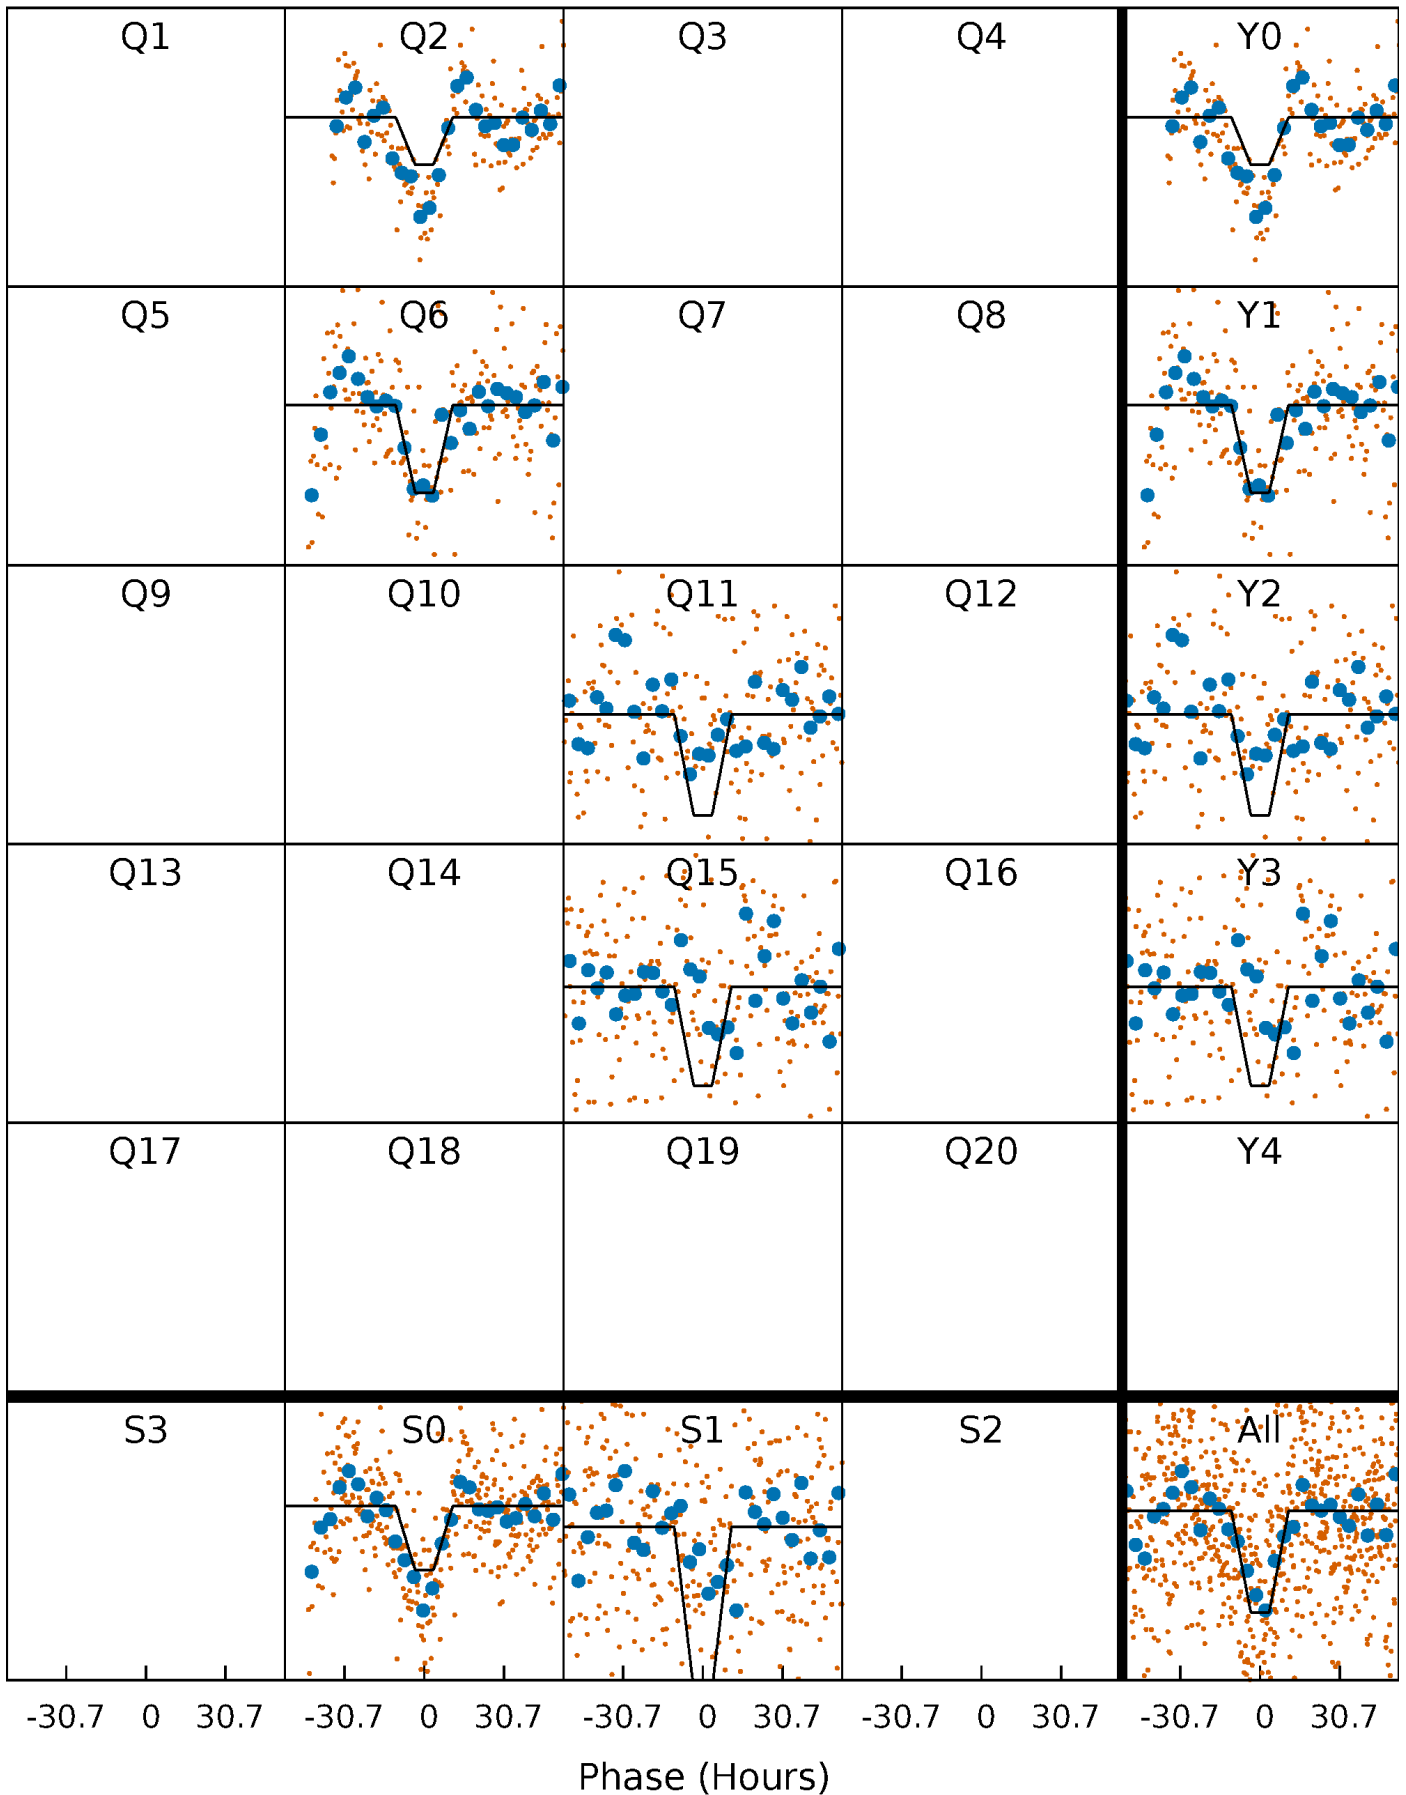 Q1 Q2 Q3 Q4 Y0
Q5 Q6 Q7 Q8 Y1
Q9 Q10 Q11 Q12 Y2
Q13 Q14 Q15 Q16 Y3
Q17 Q18 Q19 Q20 Y4
S3 S0 S1 S2 All
-30.7 0 30.7 -30.7 0 30.7 -30.7 0 30.7 -30.7 0 30.7 -30.7 0 30.7
Phase (Hours)